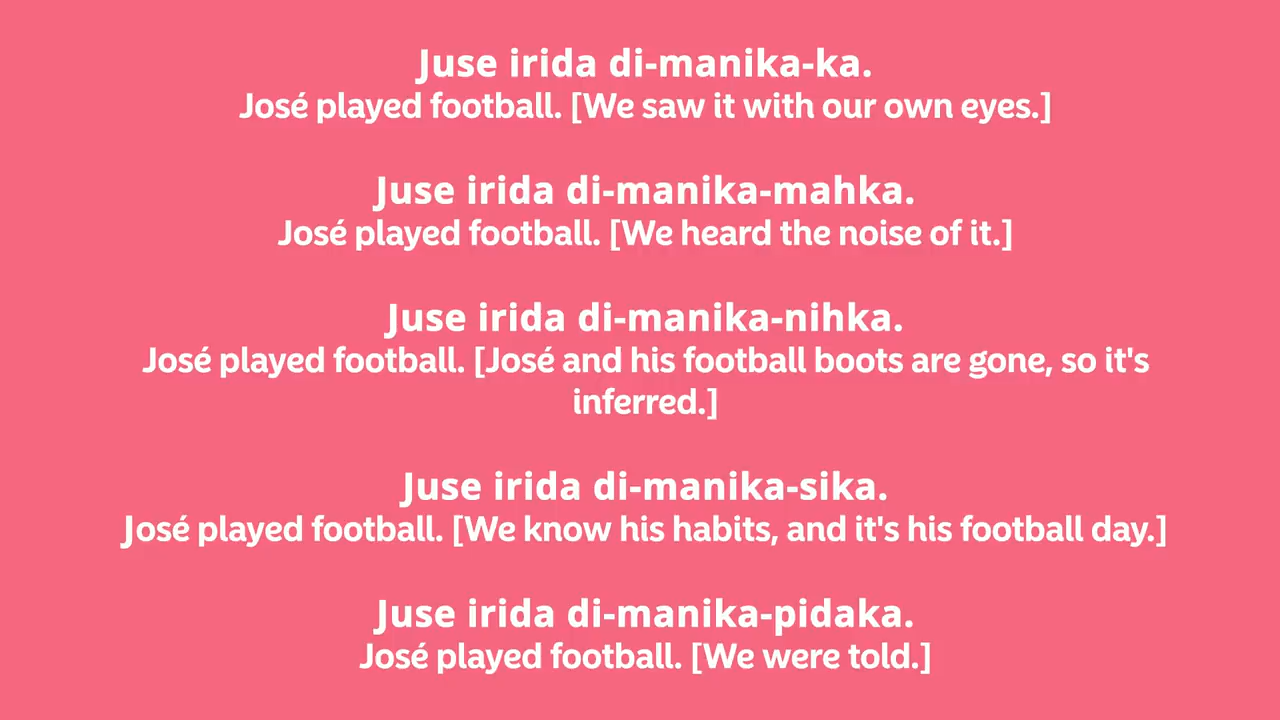 Juse irida di-manika-ka.
José played football. [We saw it with our own eyes.]
Juse irida di-manika-mahka.
José played football. [We heard the noise of it.]
Juse irida di-manika-nihka.
José played football. [José and his football boots are gone, so it's
inferred.]
Juse irida di-manika-sika.
José played football. [We know his habits, and it's his football day.]
Juse irida di-manika-pidaka.
José played football. [We were told.]